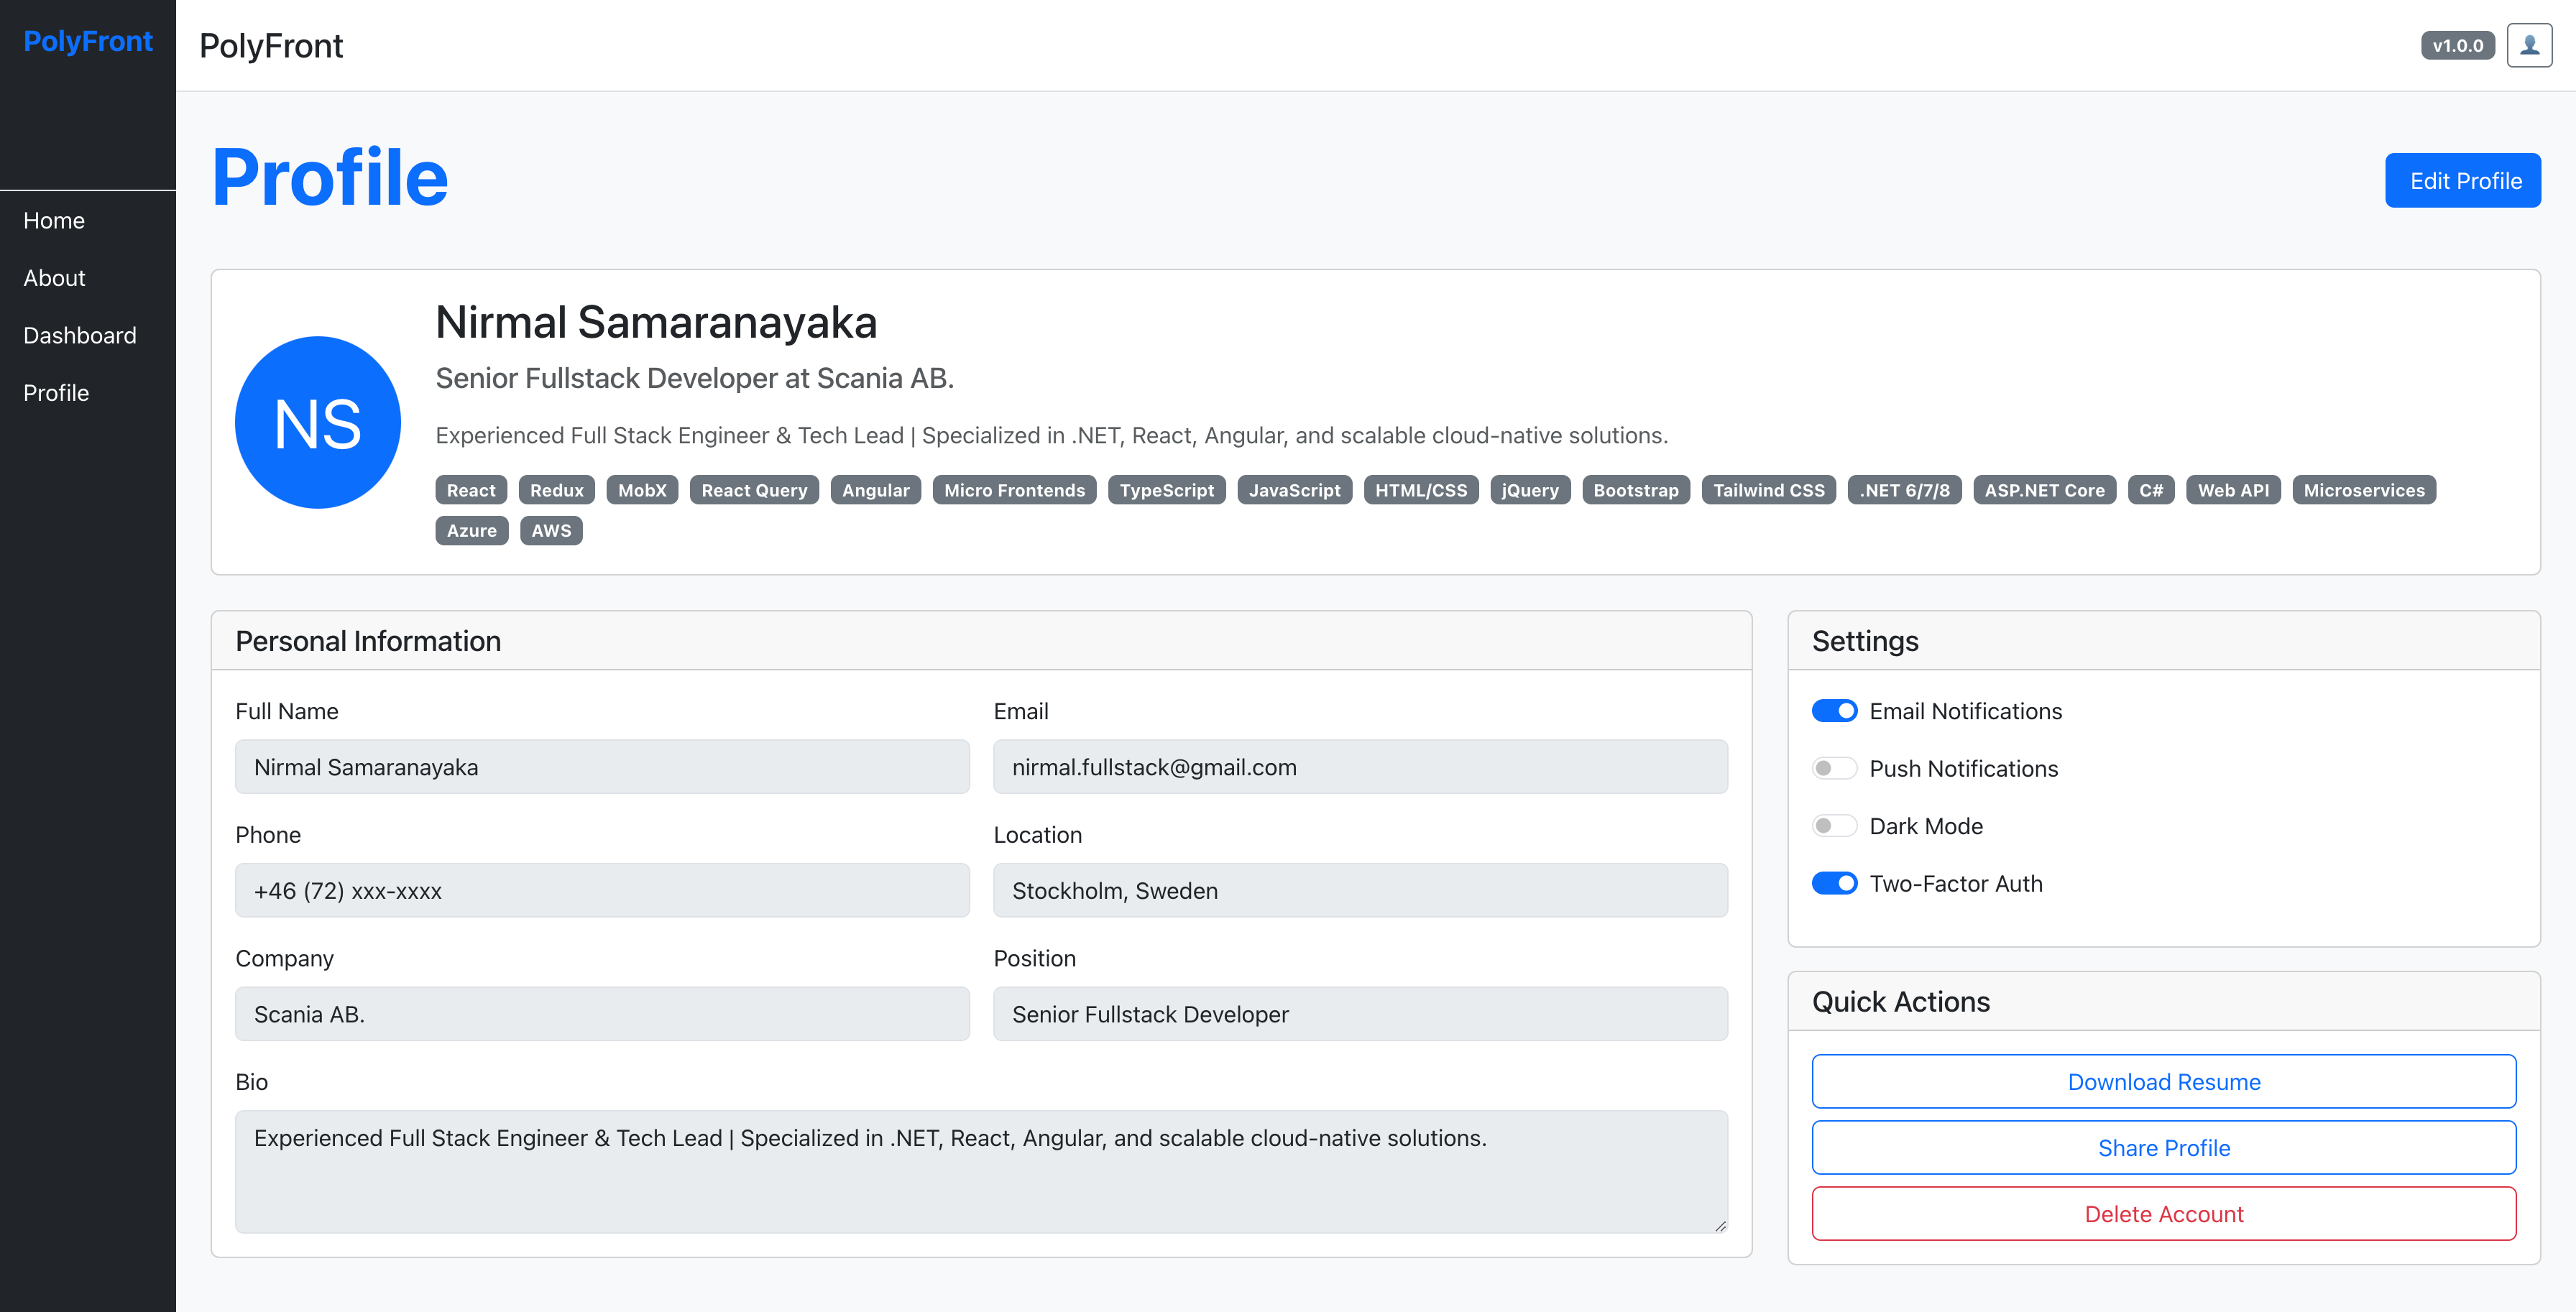 PolyFront
Home
About
Dashboard
Profile
PolyFront
v1.0.0
Profile
Edit Profile
NS
Nirmal Samaranayaka
Senior Fullstack Developer at Scania AB.
Experienced Full Stack Engineer & Tech Lead | Specialized in .NET, React, Angular, and scalable cloud-native solutions.
React Redux MobX React Query Angular Micro Frontends TypeScript JavaScript HTML/CSS jQuery Bootstrap Tailwind CSS .NET 6/7/8 ASP.NET Core C# Web API Microservices
Azure AWS
Personal Information
Full Name Email
Nirmal Samaranayaka nirmal.fullstack@gmail.com
Phone Location
+46 (72) xxx-xxxx Stockholm, Sweden
Company Position
Scania AB. Senior Fullstack Developer
Bio
Experienced Full Stack Engineer & Tech Lead | Specialized in .NET, React, Angular, and scalable cloud-native solutions.
Settings
Email Notifications
Push Notifications
Dark Mode
Two-Factor Auth
Quick Actions
Download Resume
Share Profile
Delete Account